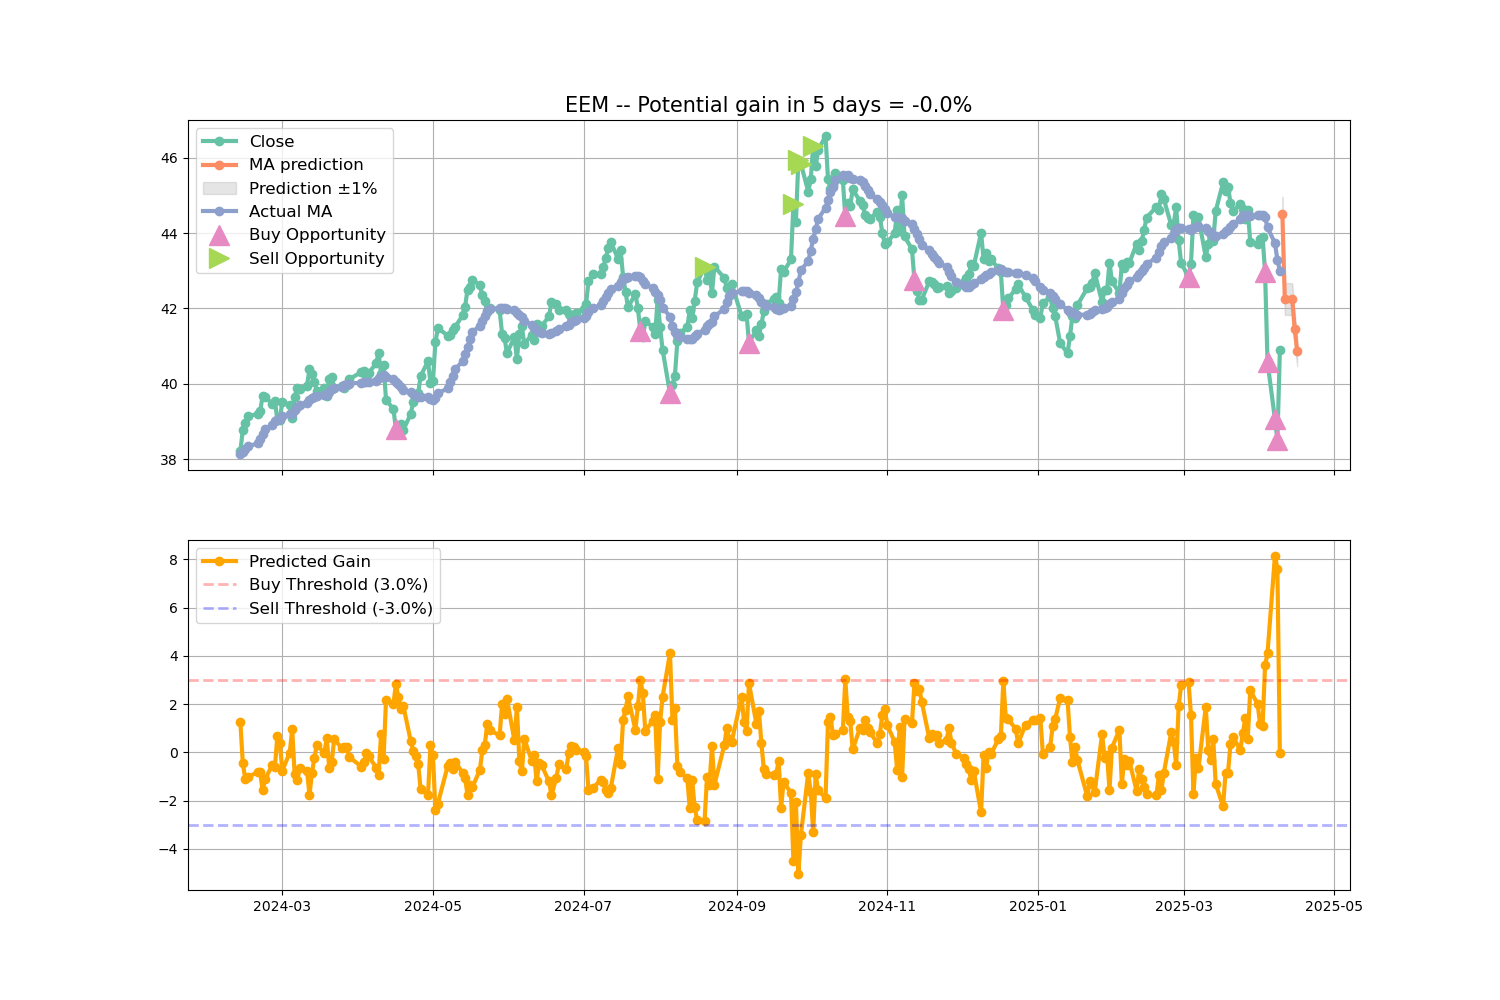 EEM -- Potential gain in 5 days = -0.0%
Close
MA prediction
Prediction ±1%
Actual MA
Buy Opportunity
Sell Opportunity
46
44
42
40
38
Predicted Gain
Buy Threshold (3.0%)
Sell Threshold (-3.0%)
8
6
4
2
0
−2
−4
2024-03 2024-05 2024-07 2024-09 2024-11 2025-01 2025-03 2025-05